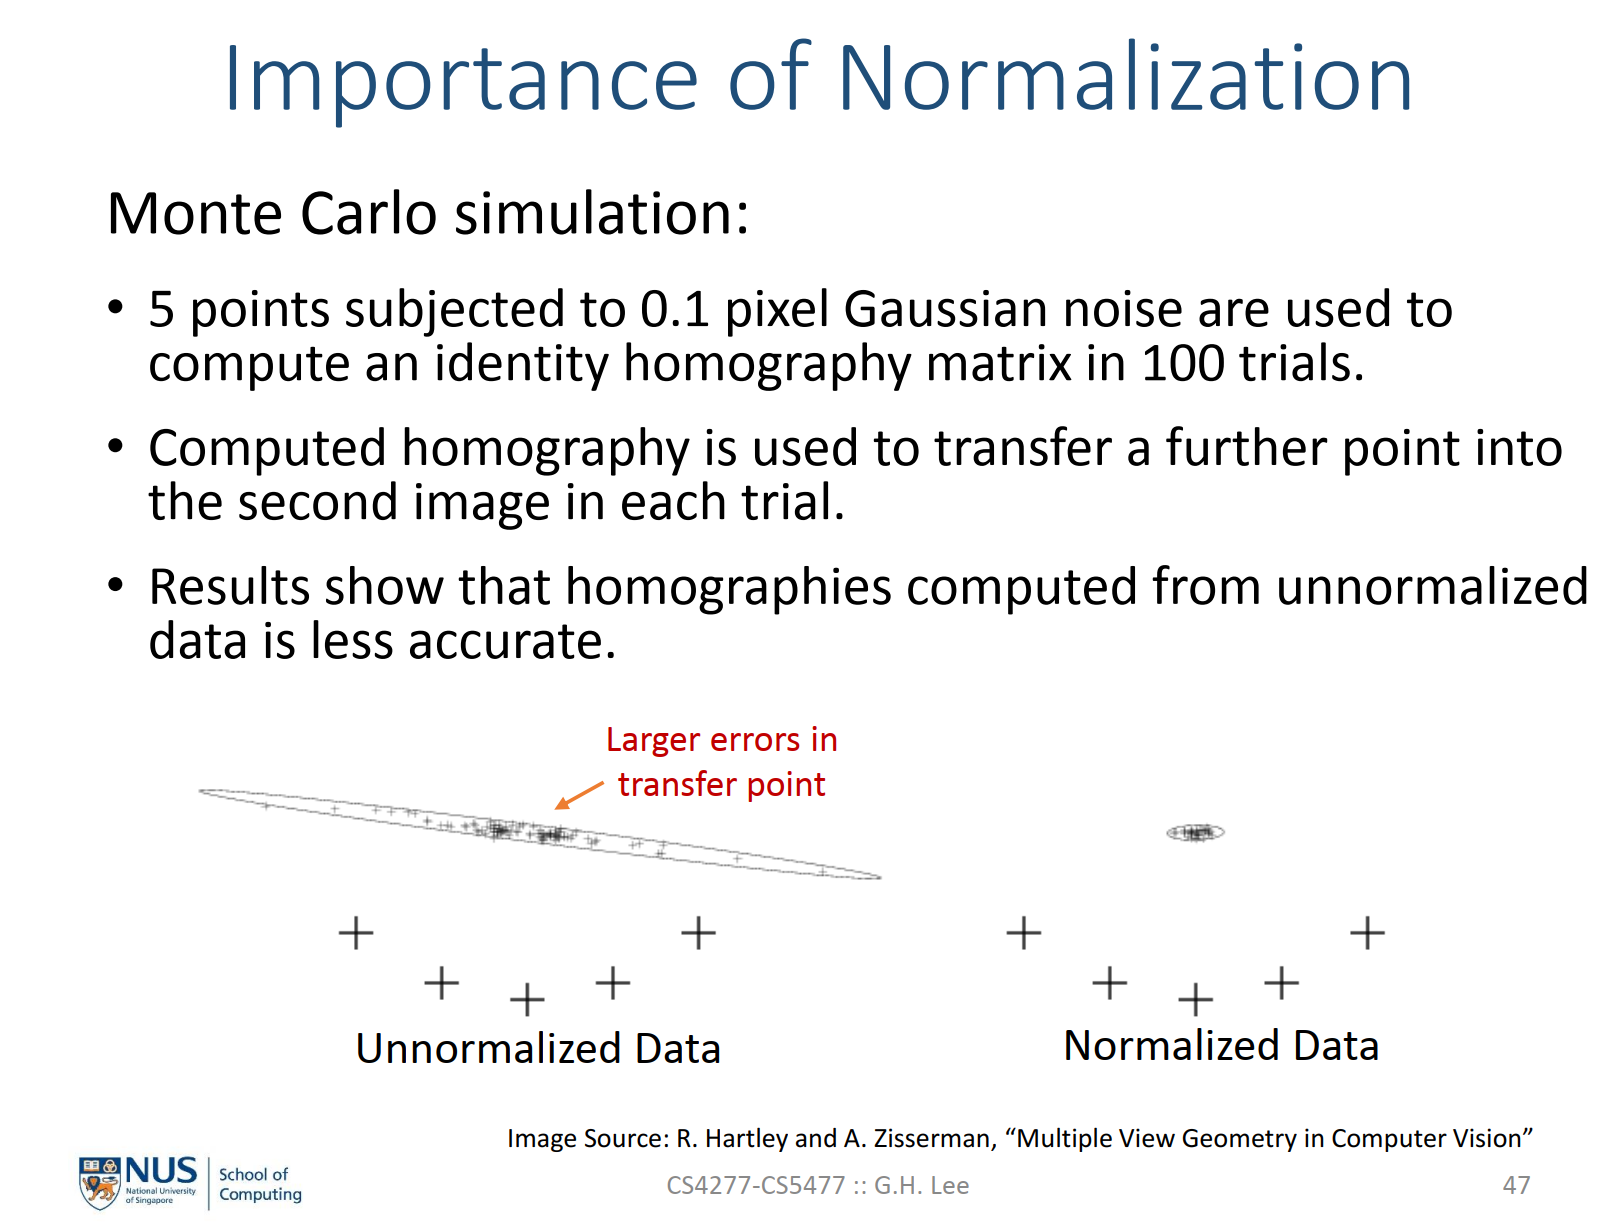 Importance of Normalization
Monte Carlo simulation:
• 5 points subjected to 0.1 pixel Gaussian noise are used to
compute an identity homography matrix in 100 trials.
• Computed homography is used to transfer a further point into
the second image in each trial.
• Results show that homographies computed from unnormalized
data is less accurate.
Larger errors in
transfer point
Unnormalized Data
Normalized Data
Image Source: R. Hartley and A. Zisserman, “Multiple View Geometry in Computer Vision”
NUS
National University
of Singapore
School of
Computing
CS4277-CS5477 :: G.H. Lee
47